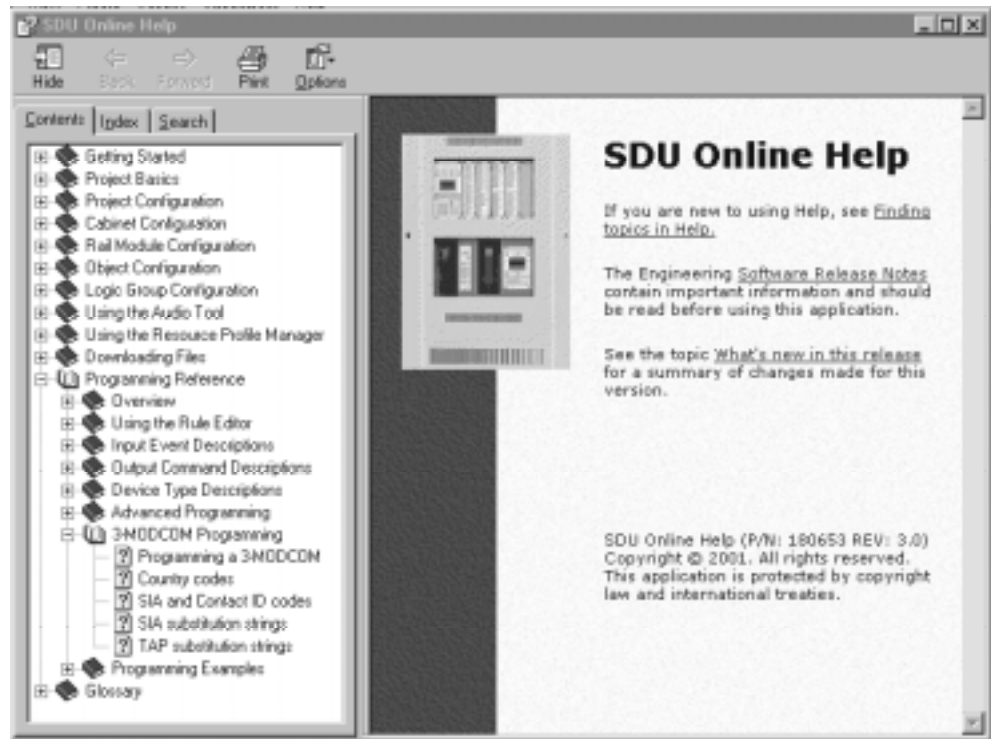 SDU Online Help
Hide Back Forward Print Options
Contents Index Search
Getting Started
Project Basics
Project Configuration
Cabinet Configuration
Rail Module Configuration
Object Configuration
Logic Group Configuration
Using the Audio Tool
Using the Resource Profile Manager
Downloading Files
Programming Reference
Overview
Using the Rule Editor
Input Event Descriptions
Output Command Descriptions
Device Type Descriptions
Advanced Programming
3-MODCOM Programming
Programming a 3-MODCOM
Country codes
SIA and Contact ID codes
SIA substitution strings
TAP substitution strings
Programming Examples
Glossary
SDU Online Help
If you are new to using Help, see Finding
topics in Help.
The Engineering Software Release Notes
contain important information and should
be read before using this application.
See the topic What's new in this release
for a summary of changes made for this
version.
SDU Online Help (P/N: 180653 REV: 3.0)
Copyright © 2001. All rights reserved.
This application is protected by copyright
law and international treaties.